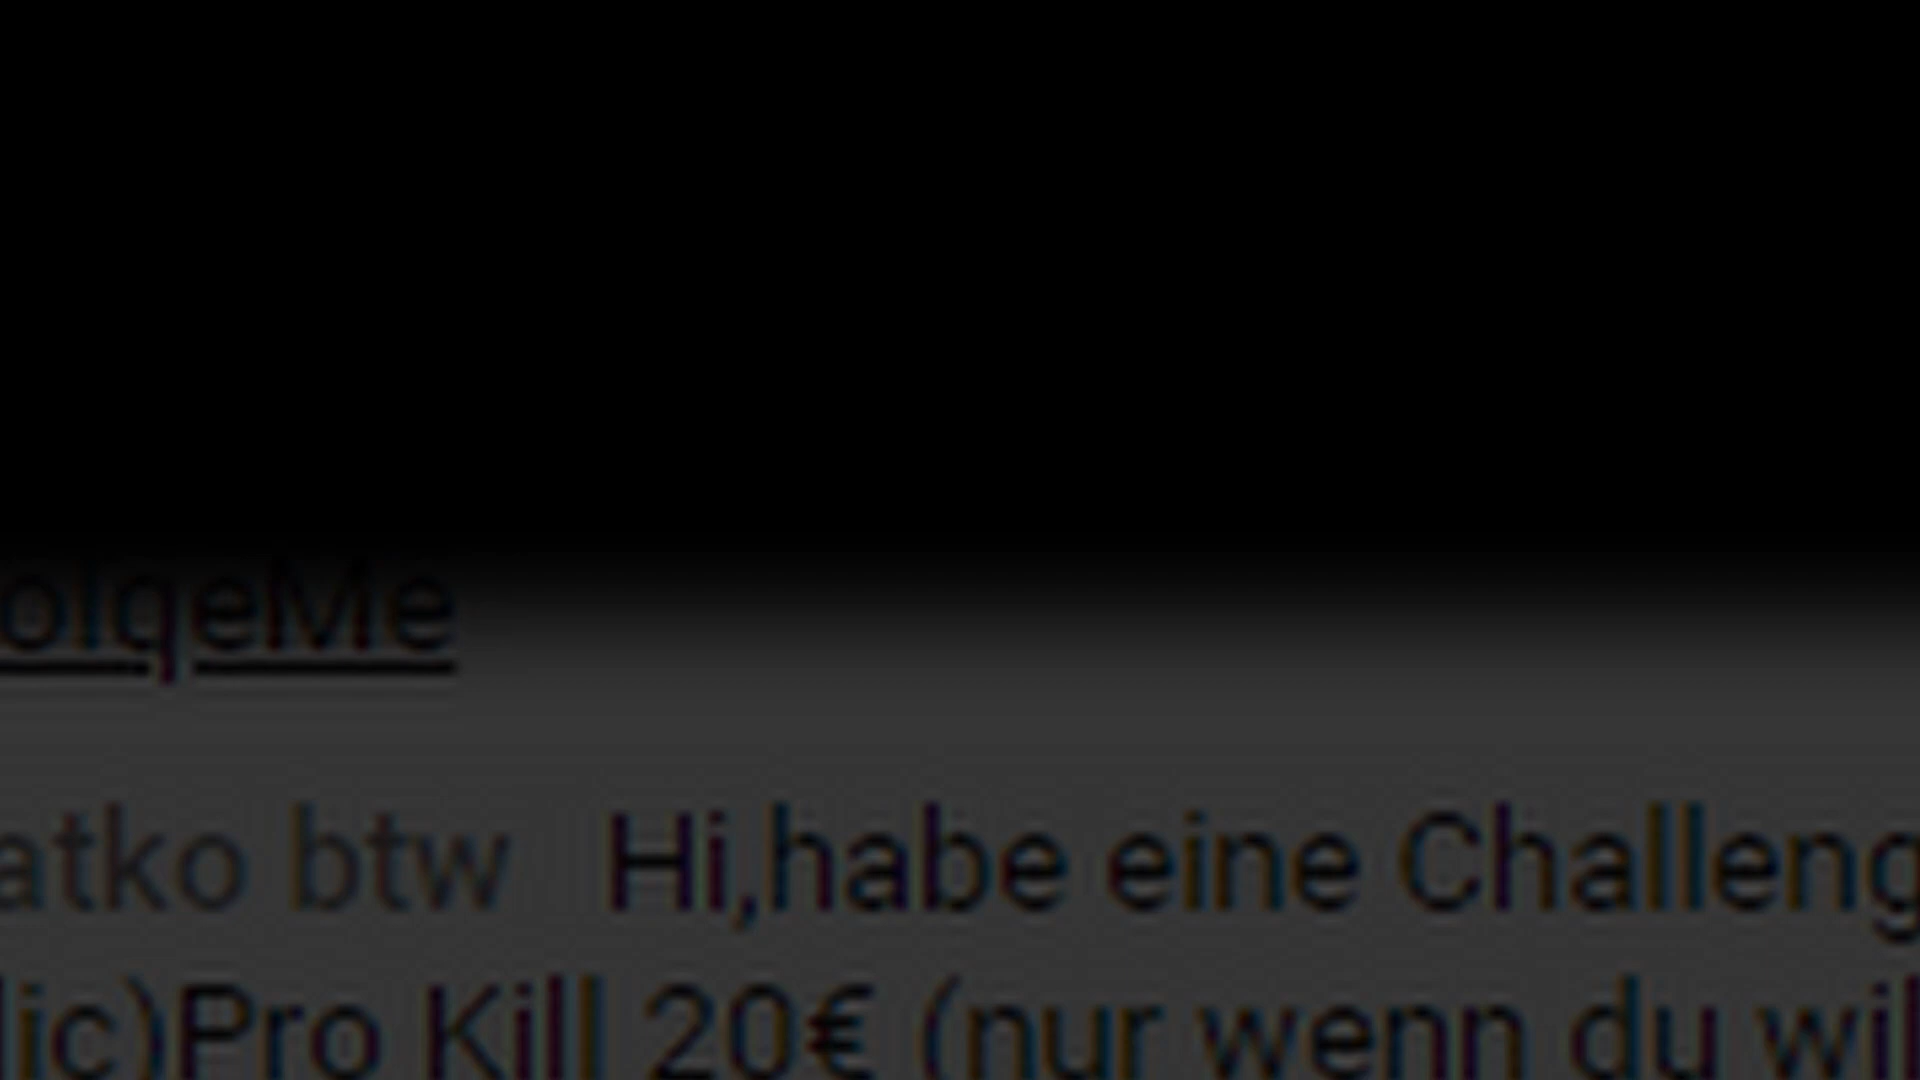 olgeMe
atko btw Hi,habe eine Challeng
lic)Pro Kill 20€ (nur wenn du wil